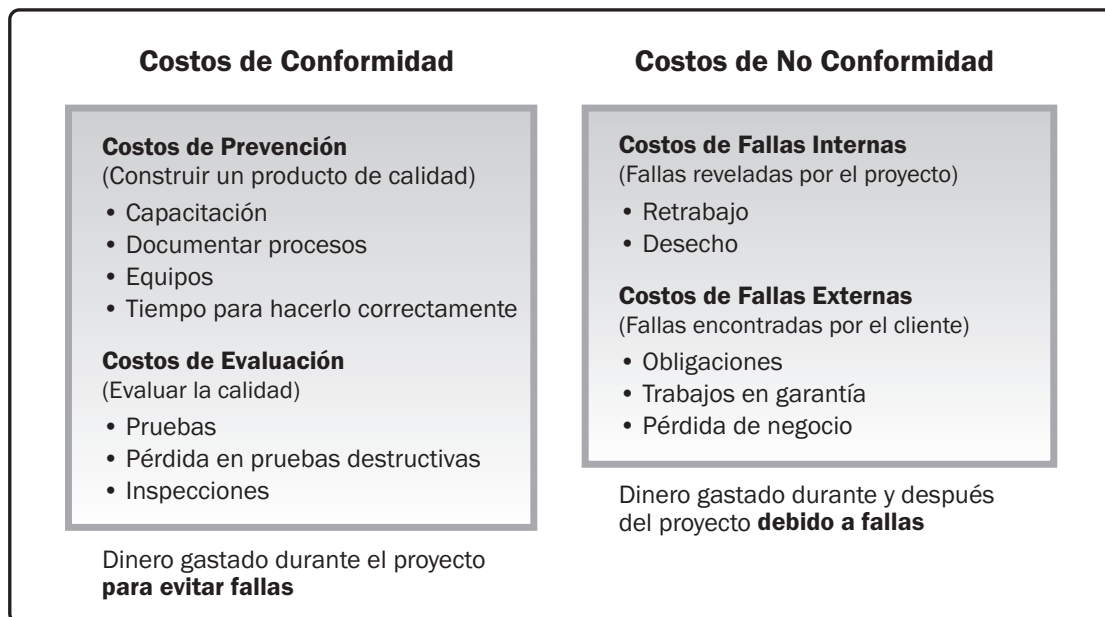 Costos de Conformidad
Costos de Prevención
(Construir un producto de calidad)
• Capacitación
• Documentar procesos
• Equipos
• Tiempo para hacerlo correctamente
Costos de Evaluación
(Evaluar la calidad)
• Pruebas
• Pérdida en pruebas destructivas
• Inspecciones
Dinero gastado durante el proyecto
para evitar fallas
Costos de No Conformidad
Costos de Fallas Internas
(Fallas reveladas por el proyecto)
• Retrabajo
• Desecho
Costos de Fallas Externas
(Fallas encontradas por el cliente)
• Obligaciones
• Trabajos en garantía
• Pérdida de negocio
Dinero gastado durante y después
del proyecto debido a fallas